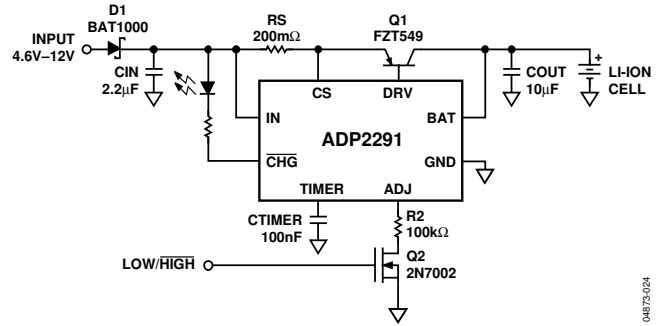 D1
BAT1000
INPUT
4.6V–12V
CIN
2.2μF
RS
200mΩ
Q1
FZT549
CS
DRV
IN
BAT
ADP2291
CHG
GND
TIMER
ADJ
COUT
10μF
+
LI-ION
CELL
CTIMER
100nF
R2
100kΩ
LOW/HIGH
Q2
2N7002
04873-024